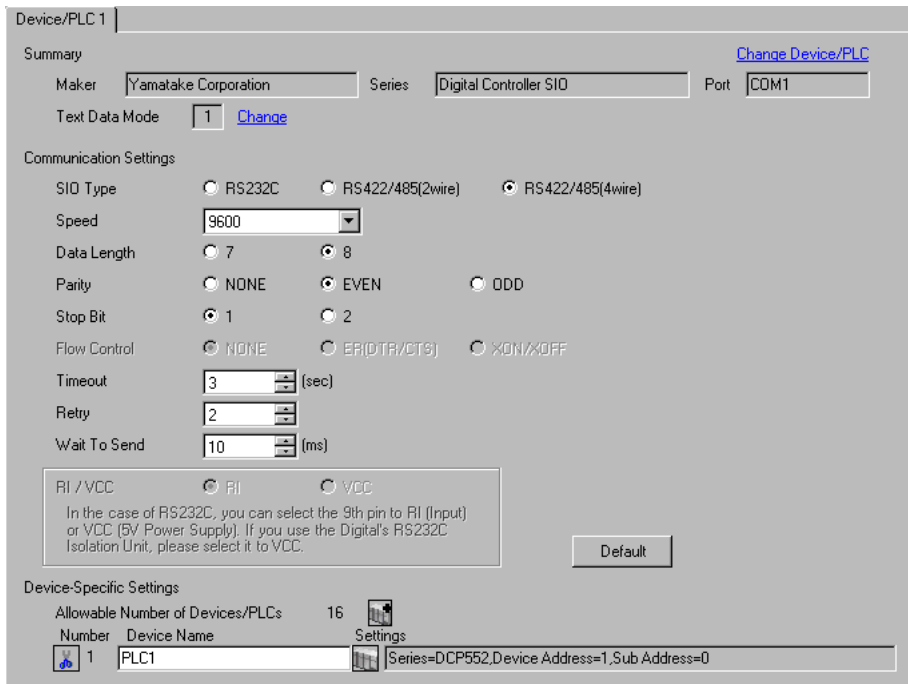 Device/PLC 1
Summary Change Device/PLC
Maker Yamatake Corporation Series Digital Controller SIO Port COM1
Text Data Mode 1 Change
Communication Settings
SIO Type RS232C RS422/485(2wire) RS422/485(4wire)
Speed 9600
Data Length 7 8
Parity NONE EVEN ODD
Stop Bit 1 2
Flow Control NONE ER(DTR/CTS) XON/XOFF
Timeout 3 (sec)
Retry 2
Wait To Send 10 (ms)
RI / VCC RI VCC
In the case of RS232C, you can select the 9th pin to RI (Input)
or VCC (5V Power Supply). If you use the Digital's RS232C
Isolation Unit, please select it to VCC.
Default
Device-Specific Settings
Allowable Number of Devices/PLCs 16
Number Device Name Settings
1 PLC1 Series=DCP552,Device Address=1,Sub Address=0